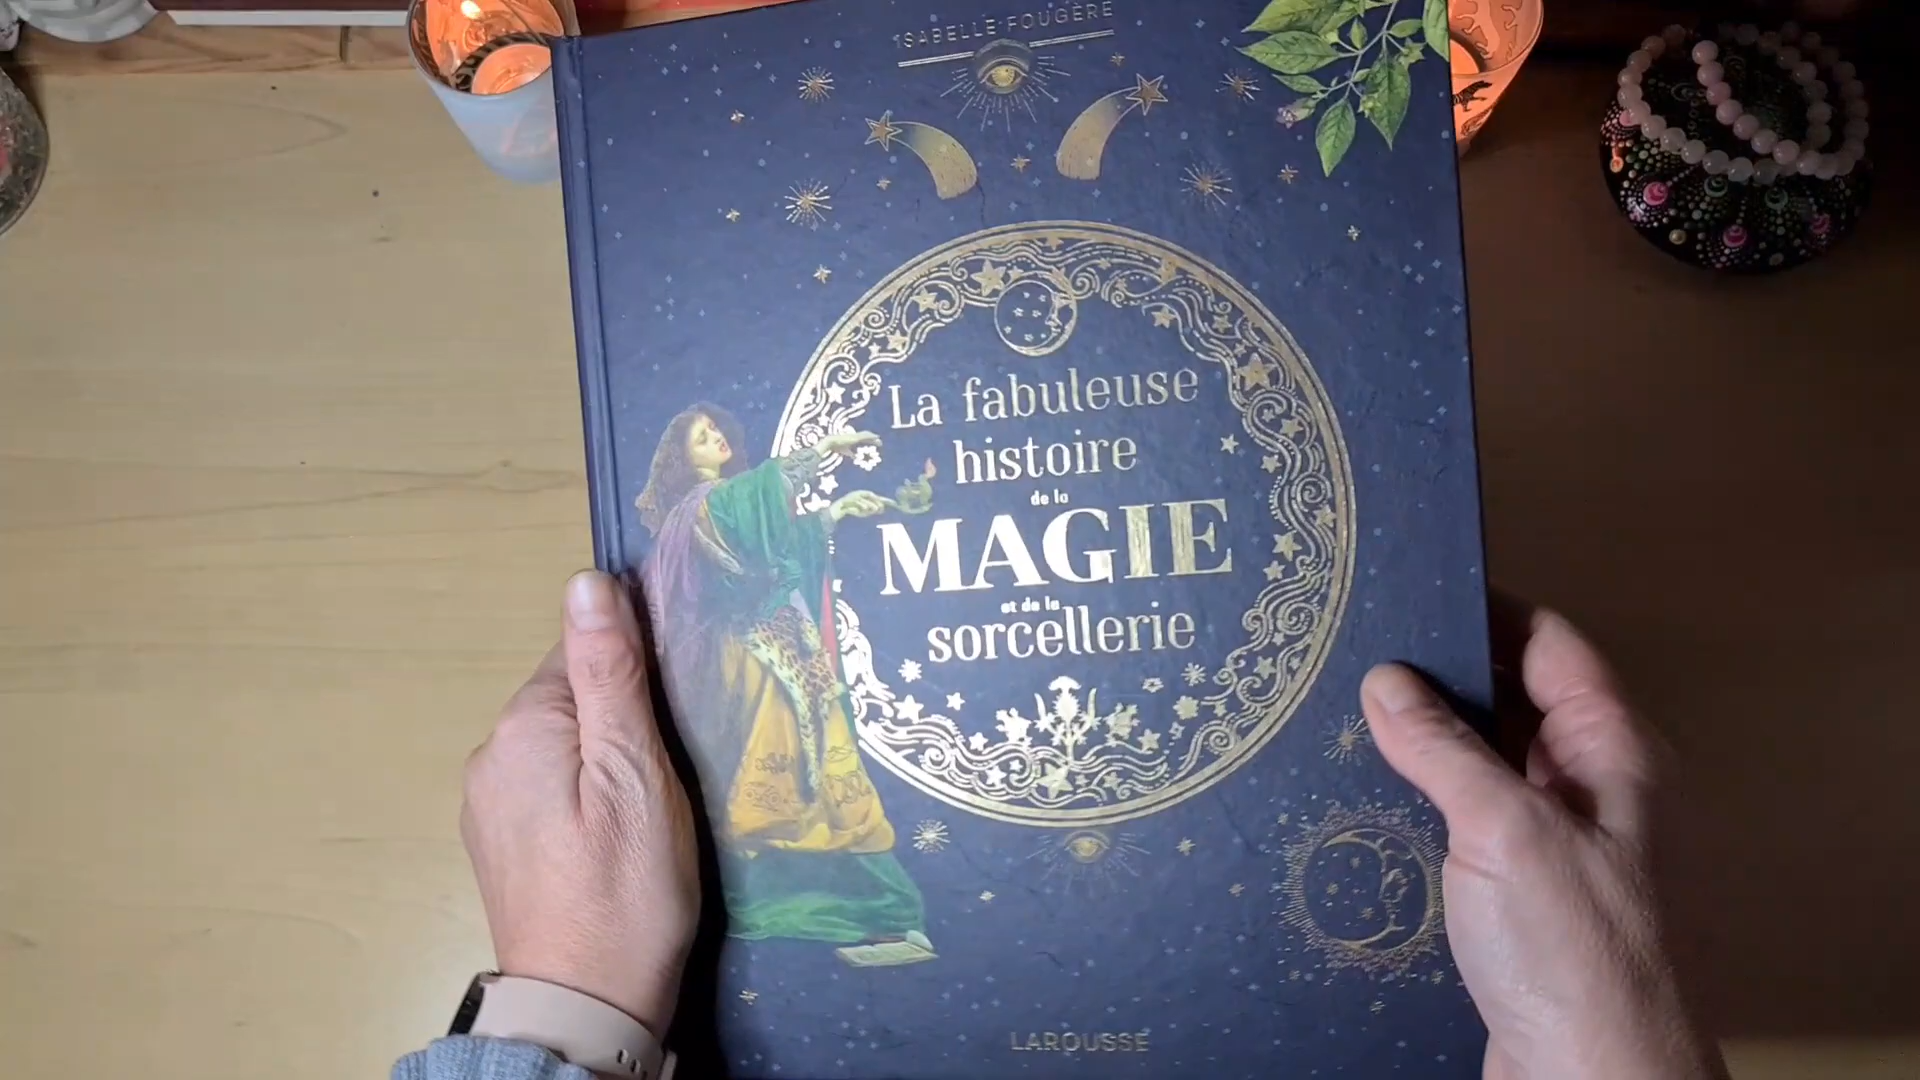 ISABELLE FOUGÈRE
La fabuleuse
histoire
de la
MAGIE
et de la
sorcellerie
LAROUSSE